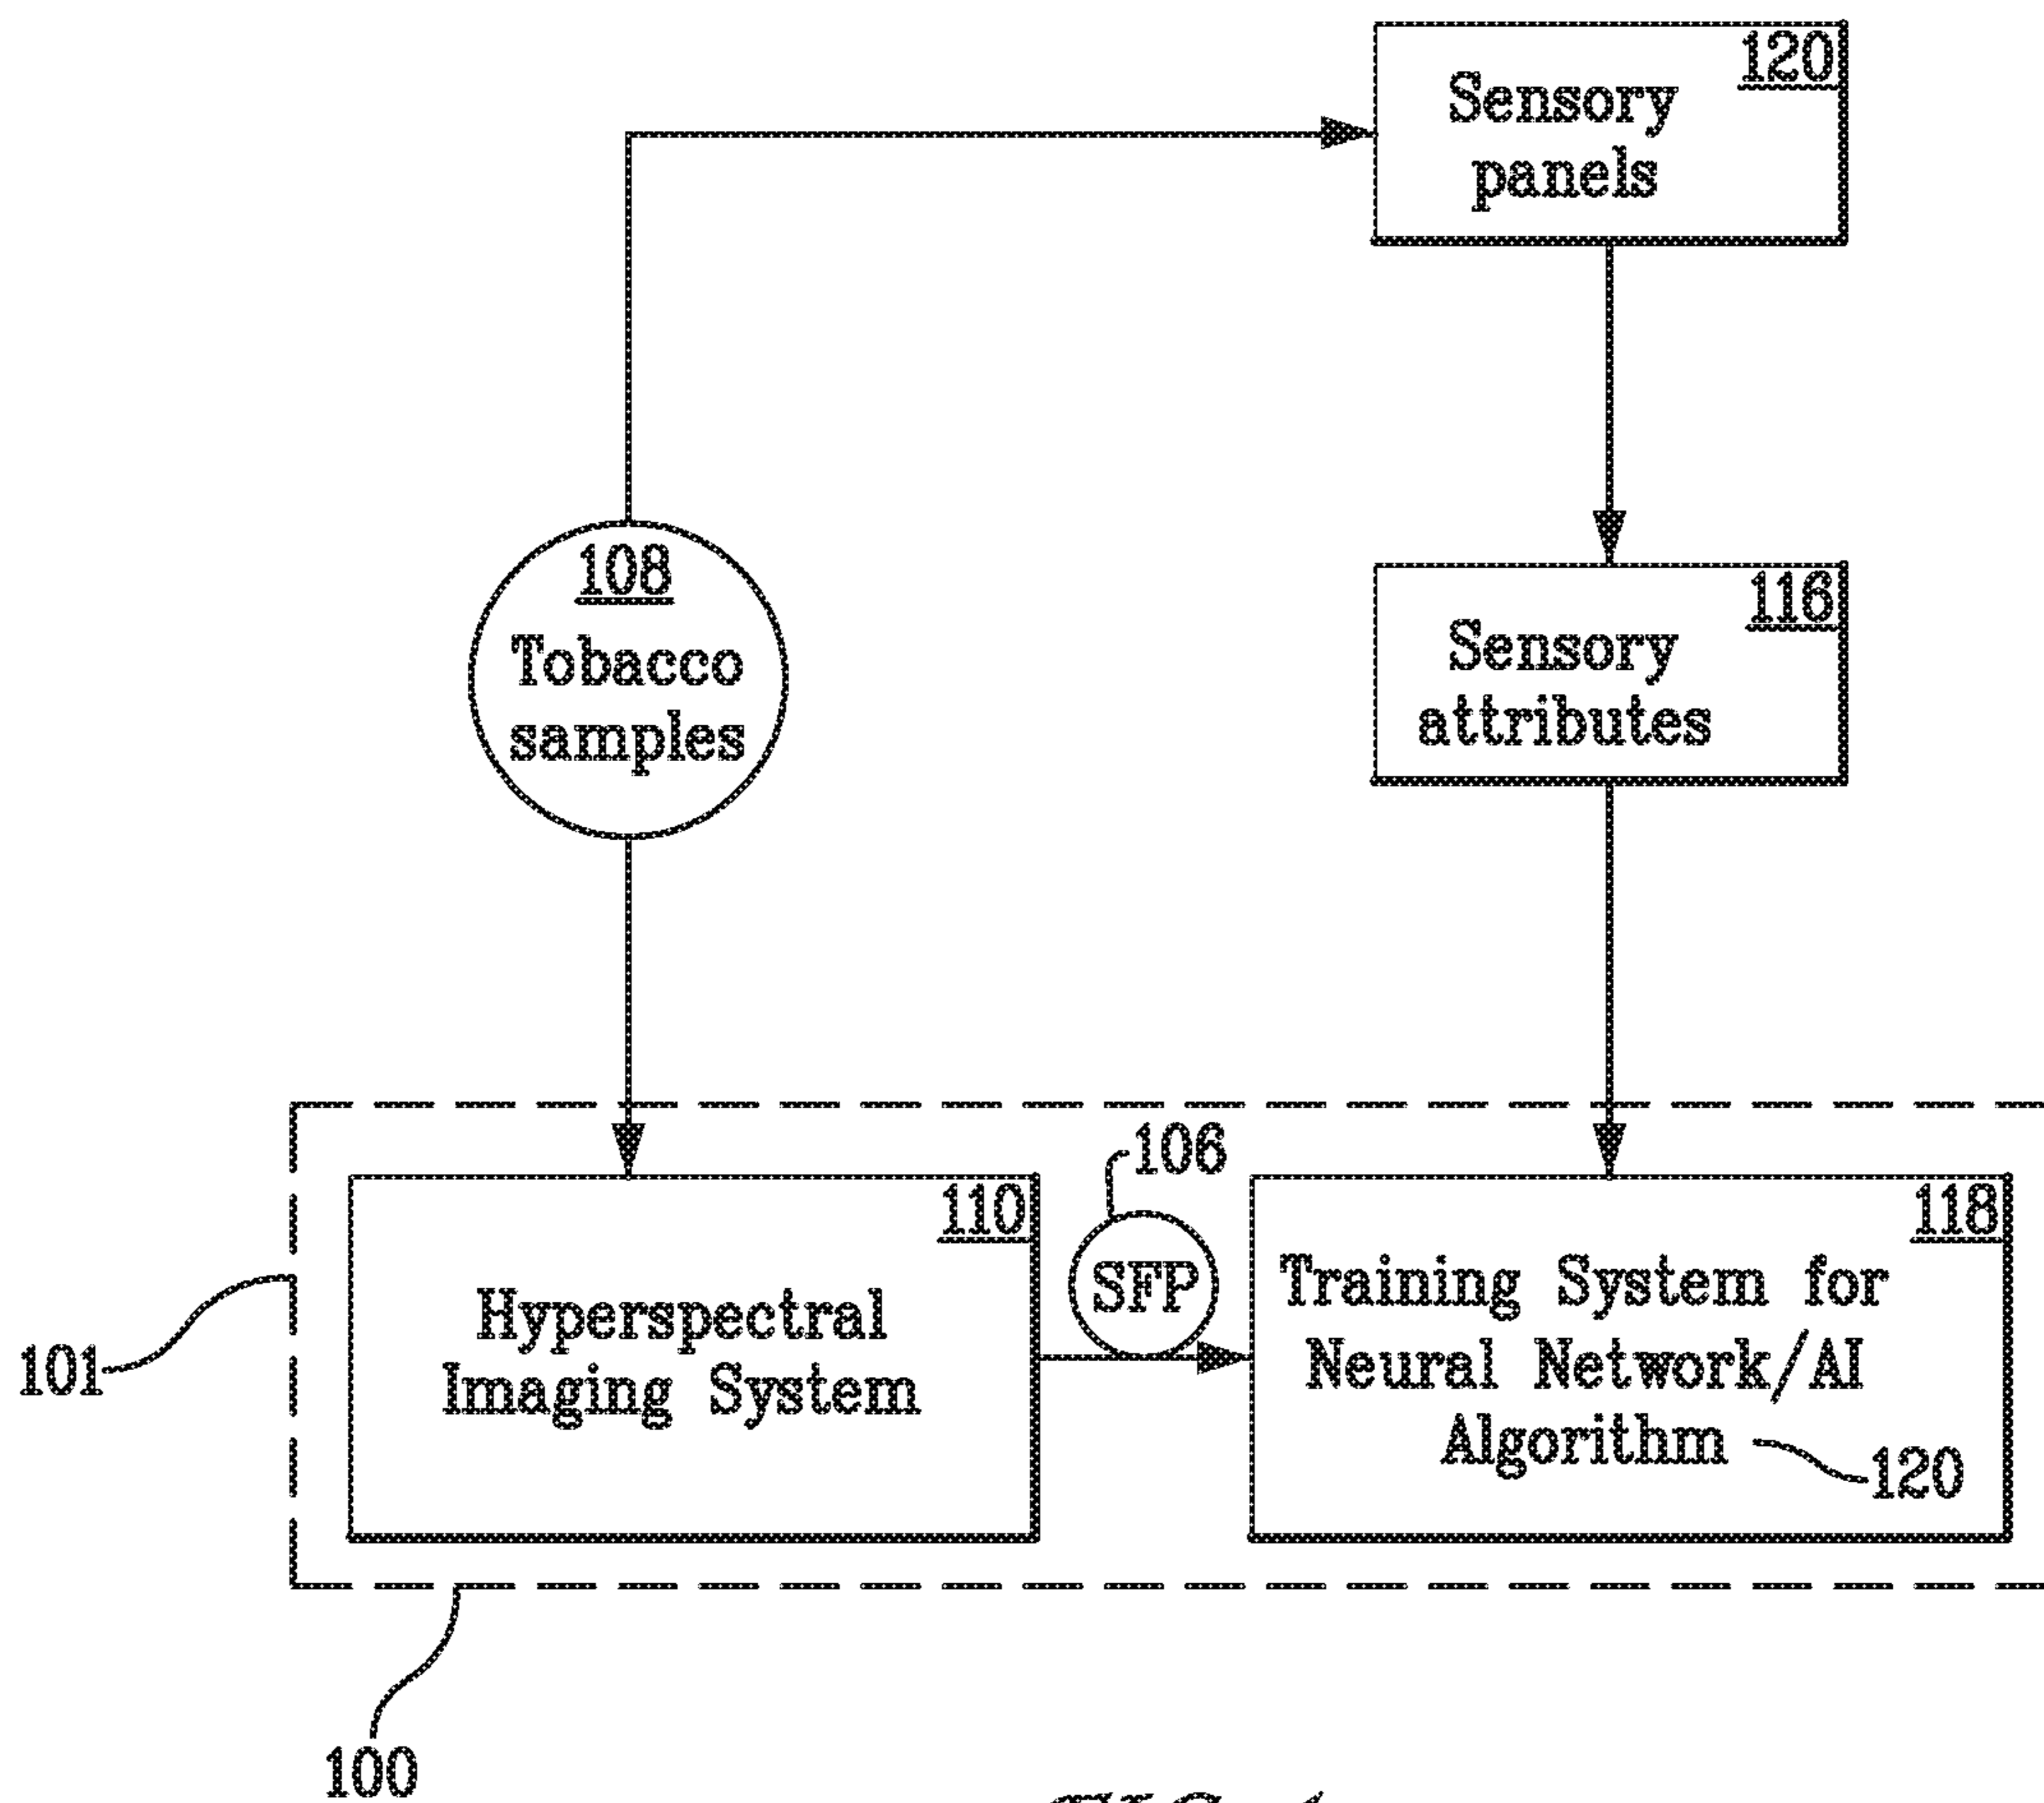 120
Sensory
panels
108
Tobacco
samples
116
Sensory
attributes
106
110
SFP
118
Hyperspectral
Imaging System
Training System for
Neural Network/AI
Algorithm
120
101
100